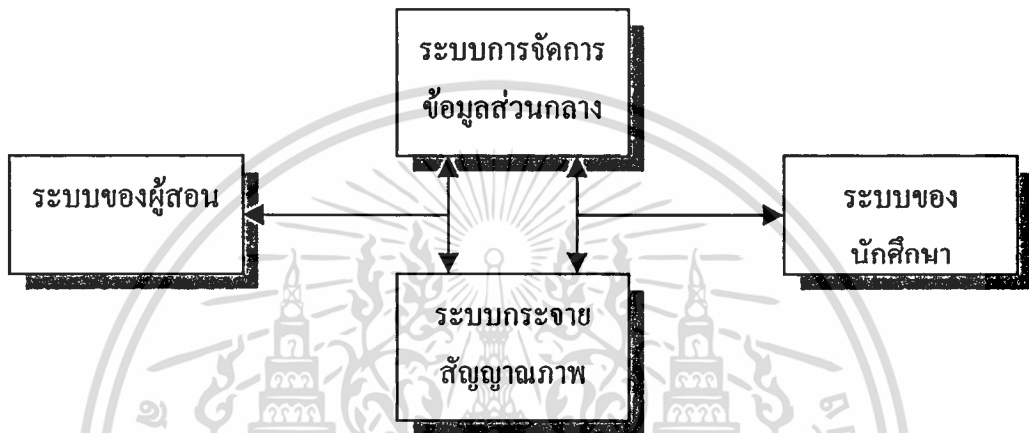 ระบบการจัดการ
ข้อมูลส่วนกลาง
ระบบของผู้สอน
ระบบของ
นักศึกษา
ระบบกระจาย
สัญญาณภาพ